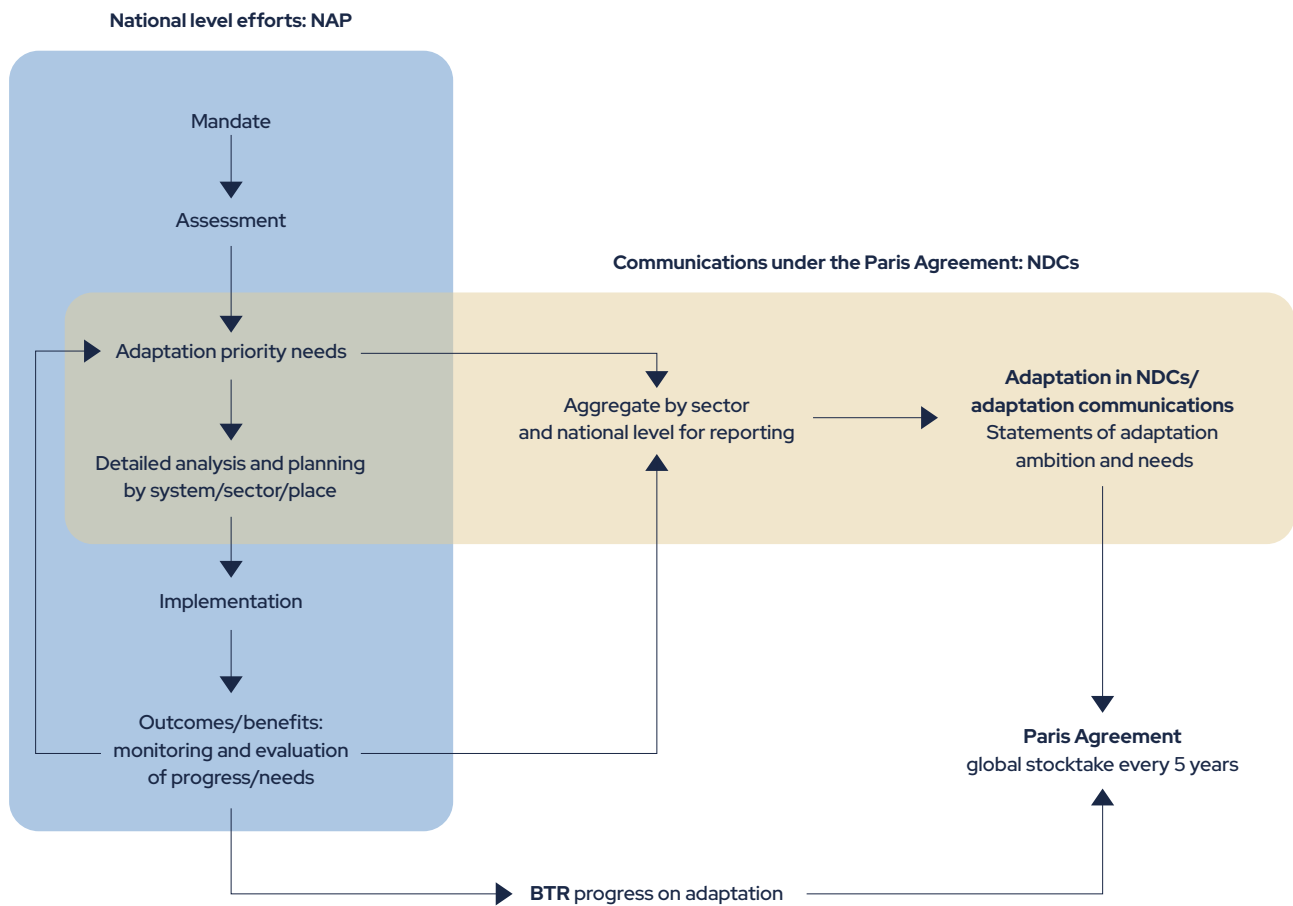 National level efforts: NAP
Mandate
Assessment
Communications under the Paris Agreement: NDCs
Adaptation priority needs
Detailed analysis and planning
by system/sector/place
Aggregate by sector
and national level for reporting
Adaptation in NDCs/
adaptation communications
Statements of adaptation
ambition and needs
Implementation
Outcomes/benefits:
monitoring and evaluation
of progress/needs
Paris Agreement
global stocktake every 5 years
BTR progress on adaptation